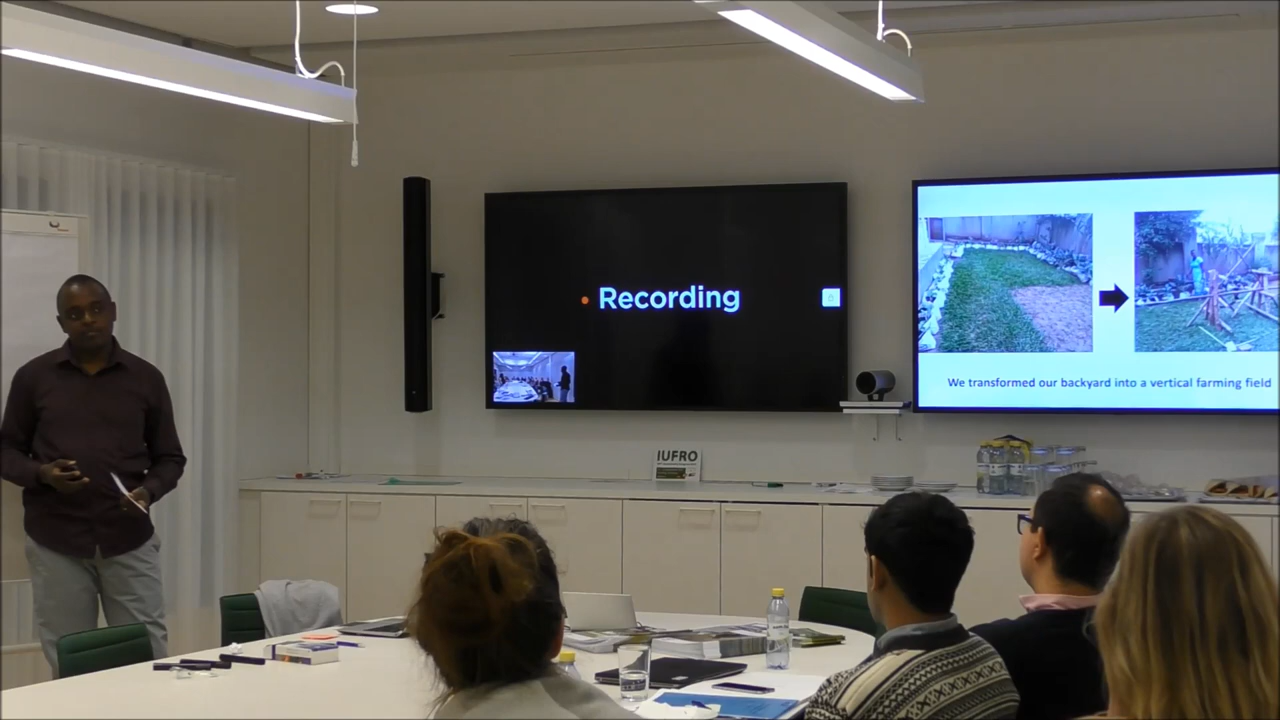 Recording
We transformed our backyard into a vertical farming field
IUFRO